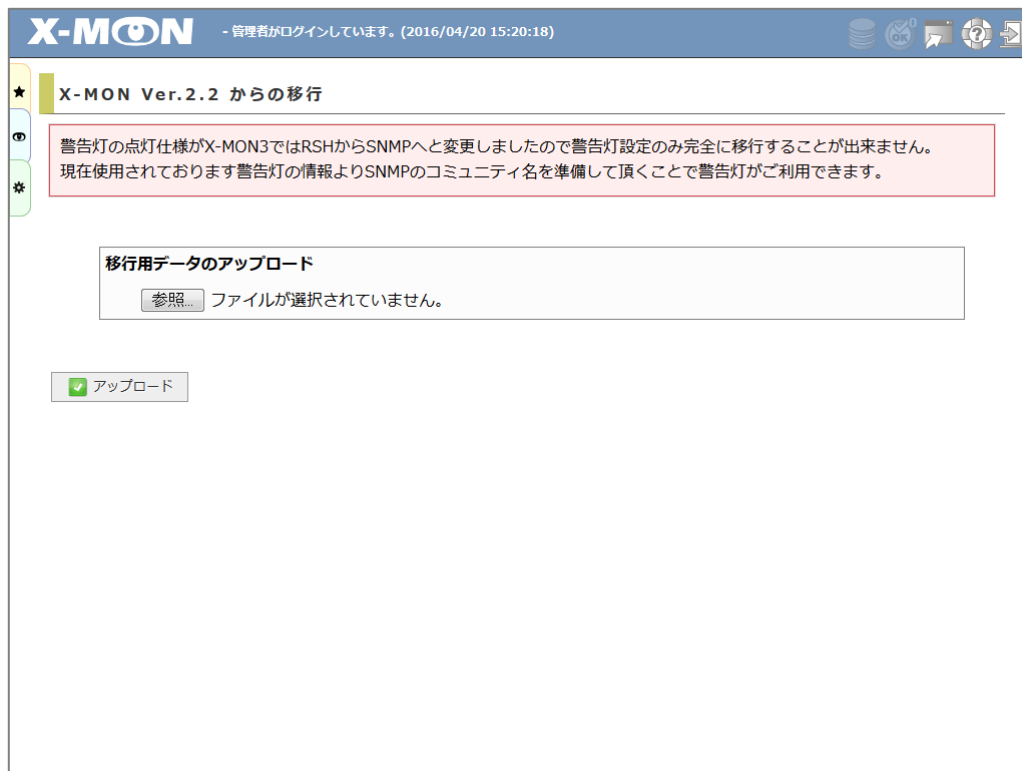 X-MON - 管理者がログインしています。(2016/04/20 15:20:18)
OK 0
X-MON Ver.2.2 からの移行
警告灯の点灯仕様がX-MON3ではRSHからSNMPへと変更しましたので警告灯設定のみ完全に移行することが出来ません。
現在使用されております警告灯の情報よりSNMPのコミュニティ名を準備して頂くことで警告灯がご利用できます。
移行用データのアップロード
参照... ファイルが選択されていません。
アップロード